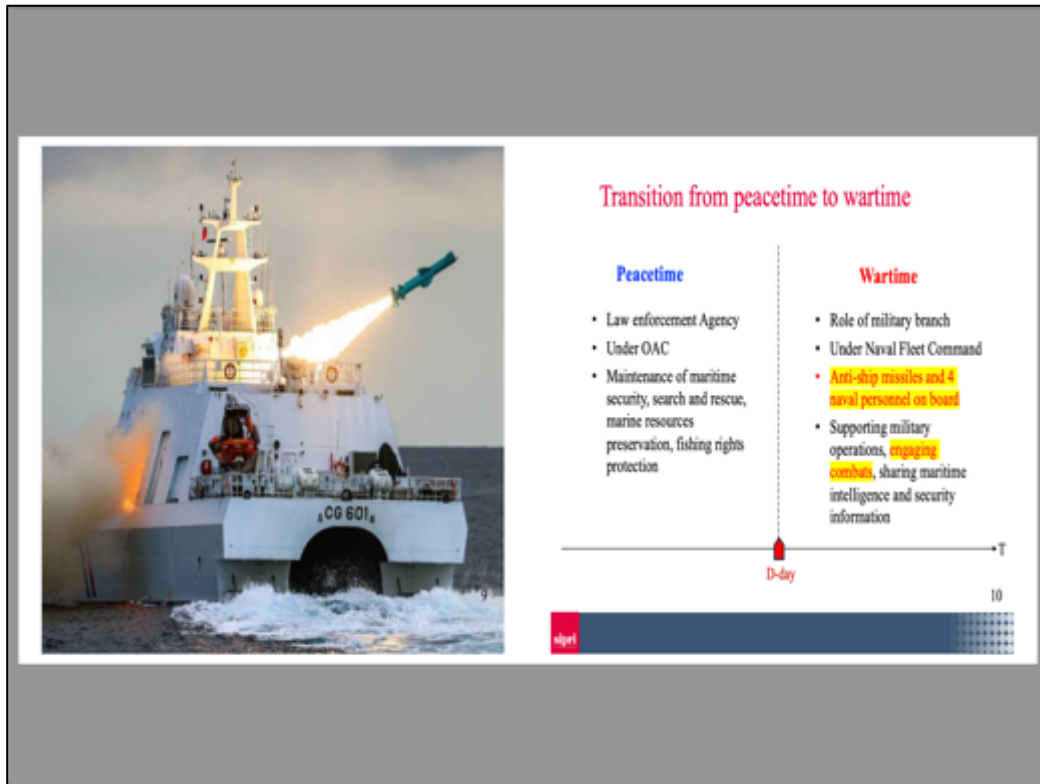 CG 601
9
Transition from peacetime to wartime
Peacetime
• Law enforcement Agency
• Under OAC
• Maintenance of maritime
security, search and rescue,
marine resources
preservation, fishing rights
protection
Wartime
• Role of military branch
• Under Naval Fleet Command
• Anti-ship missiles and 4
naval personnel on board
• Supporting military
operations, engaging
combats, sharing maritime
intelligence and security
information
T
D-day
10
sipri